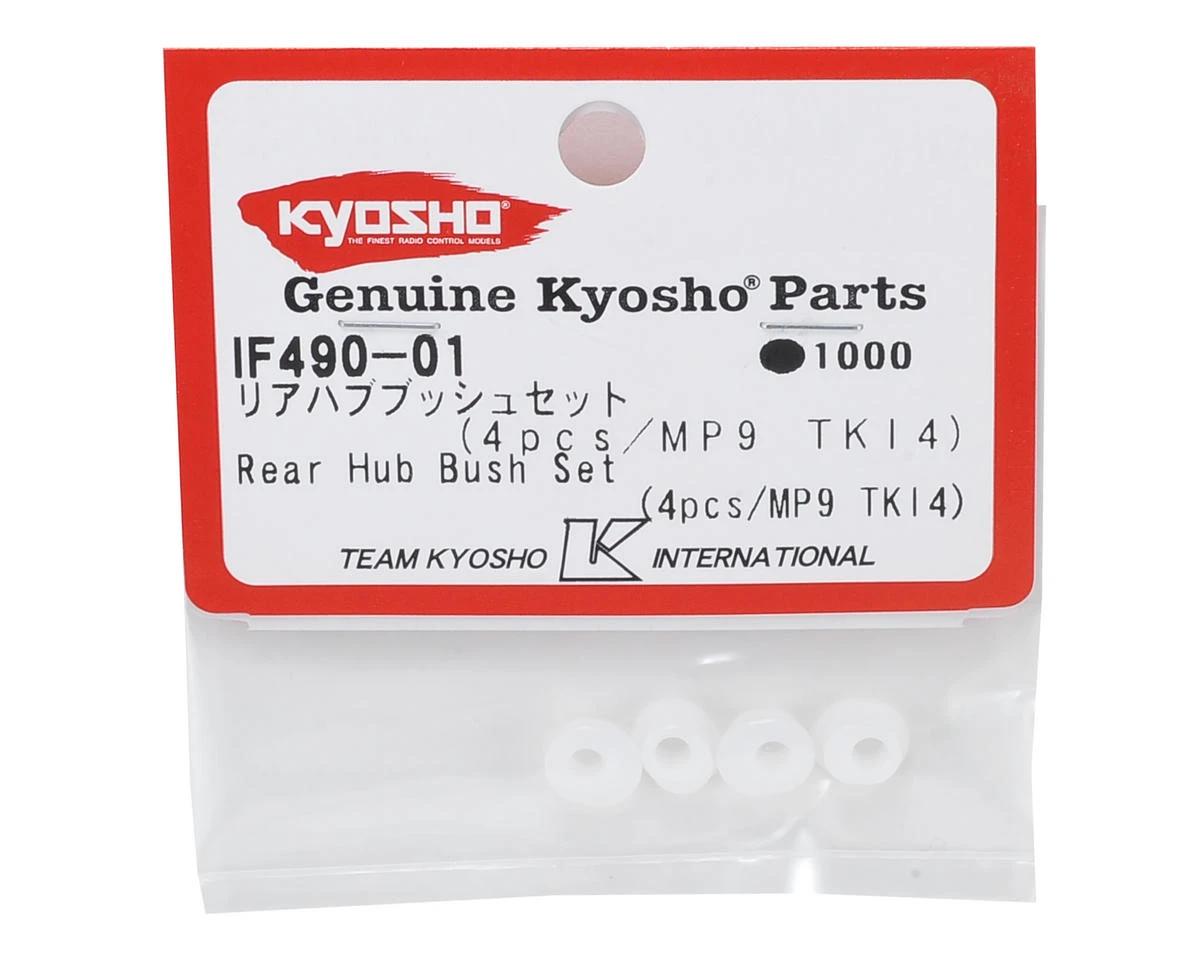 KYOSHO®
THE FINEST RADIO CONTROL MODELS
Genuine Kyosho® Parts
IF490-01 ●1000
リアハブブッシュセット
(4pcs/MP9 TKI4)
Rear Hub Bush Set
(4pcs/MP9 TKI4)
TEAM KYOSHO K INTERNATIONAL